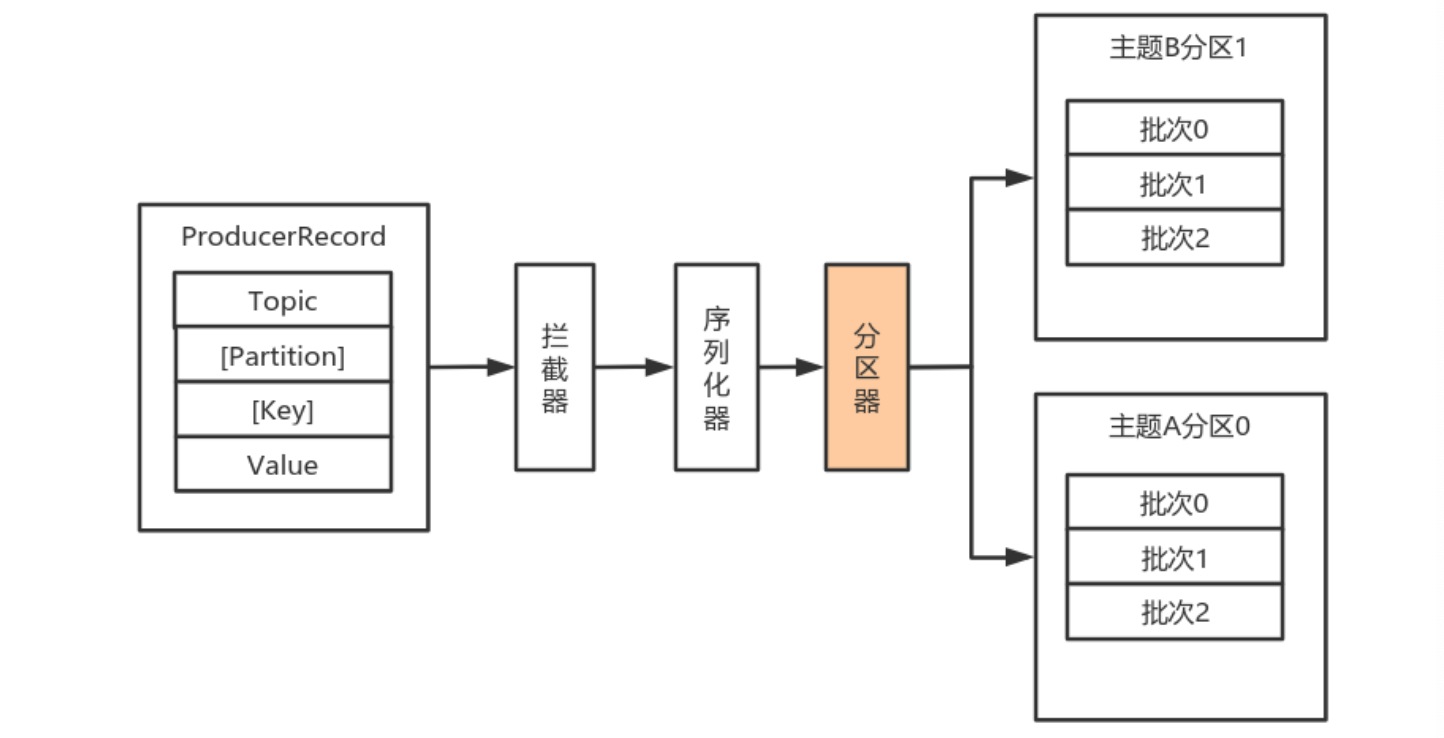 ProducerRecord
Topic
[Partition]
[Key]
Value
拦截器
序列化器
分区器
主题B分区1
批次0
批次1
批次2
主题A分区0
批次0
批次1
批次2